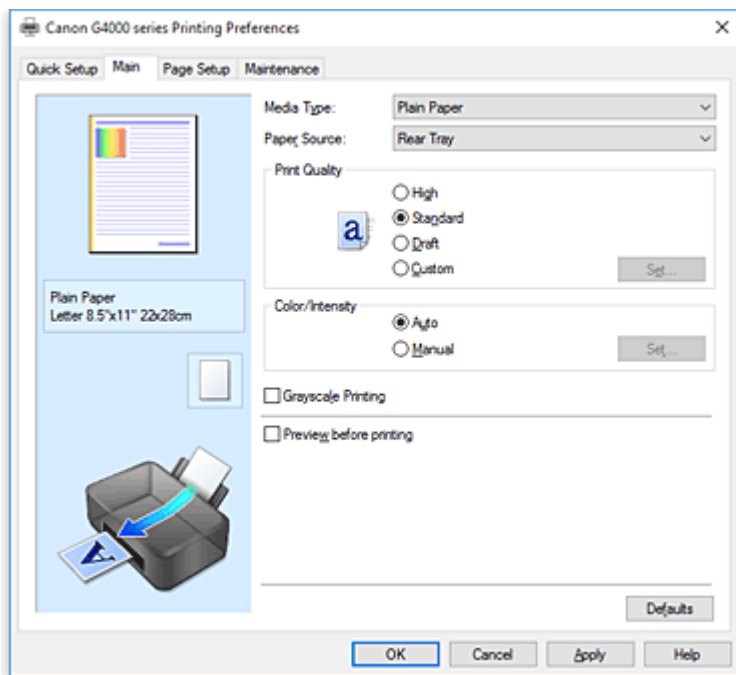 Canon G4000 series Printing Preferences
Quick Setup Main Page Setup Maintenance
Media Type: Plain Paper
Paper Source: Rear Tray
Print Quality
High
a Standard
Draft
Custom Set...
Plain Paper
Letter 8.5"x11" 22x28cm
Color/Intensity
Auto
Manual Set...
Grayscale Printing
Preview before printing
A
Defaults
OK Cancel Apply Help